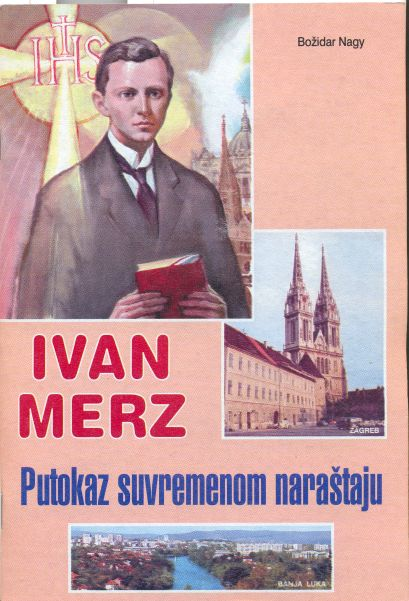 IHS
Božidar Nagy
ZAGREB
IVAN
MERZ
Putokaz suvremenom naraštaju
BANJA LUKA